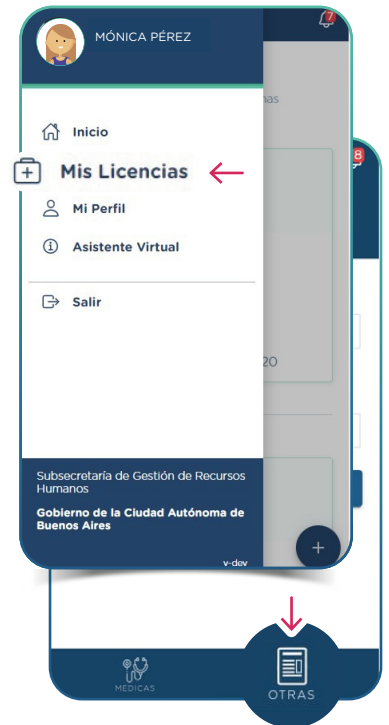 MÓNICA PÉREZ
7
nas
Inicio
Mis Licencias
8
Mi Perfil
Asistente Virtual
Salir
20
Subsecretaría de Gestión de Recursos
Humanos
Gobierno de la Ciudad Autónoma de
Buenos Aires
v-dev
+
MEDICAS
OTRAS